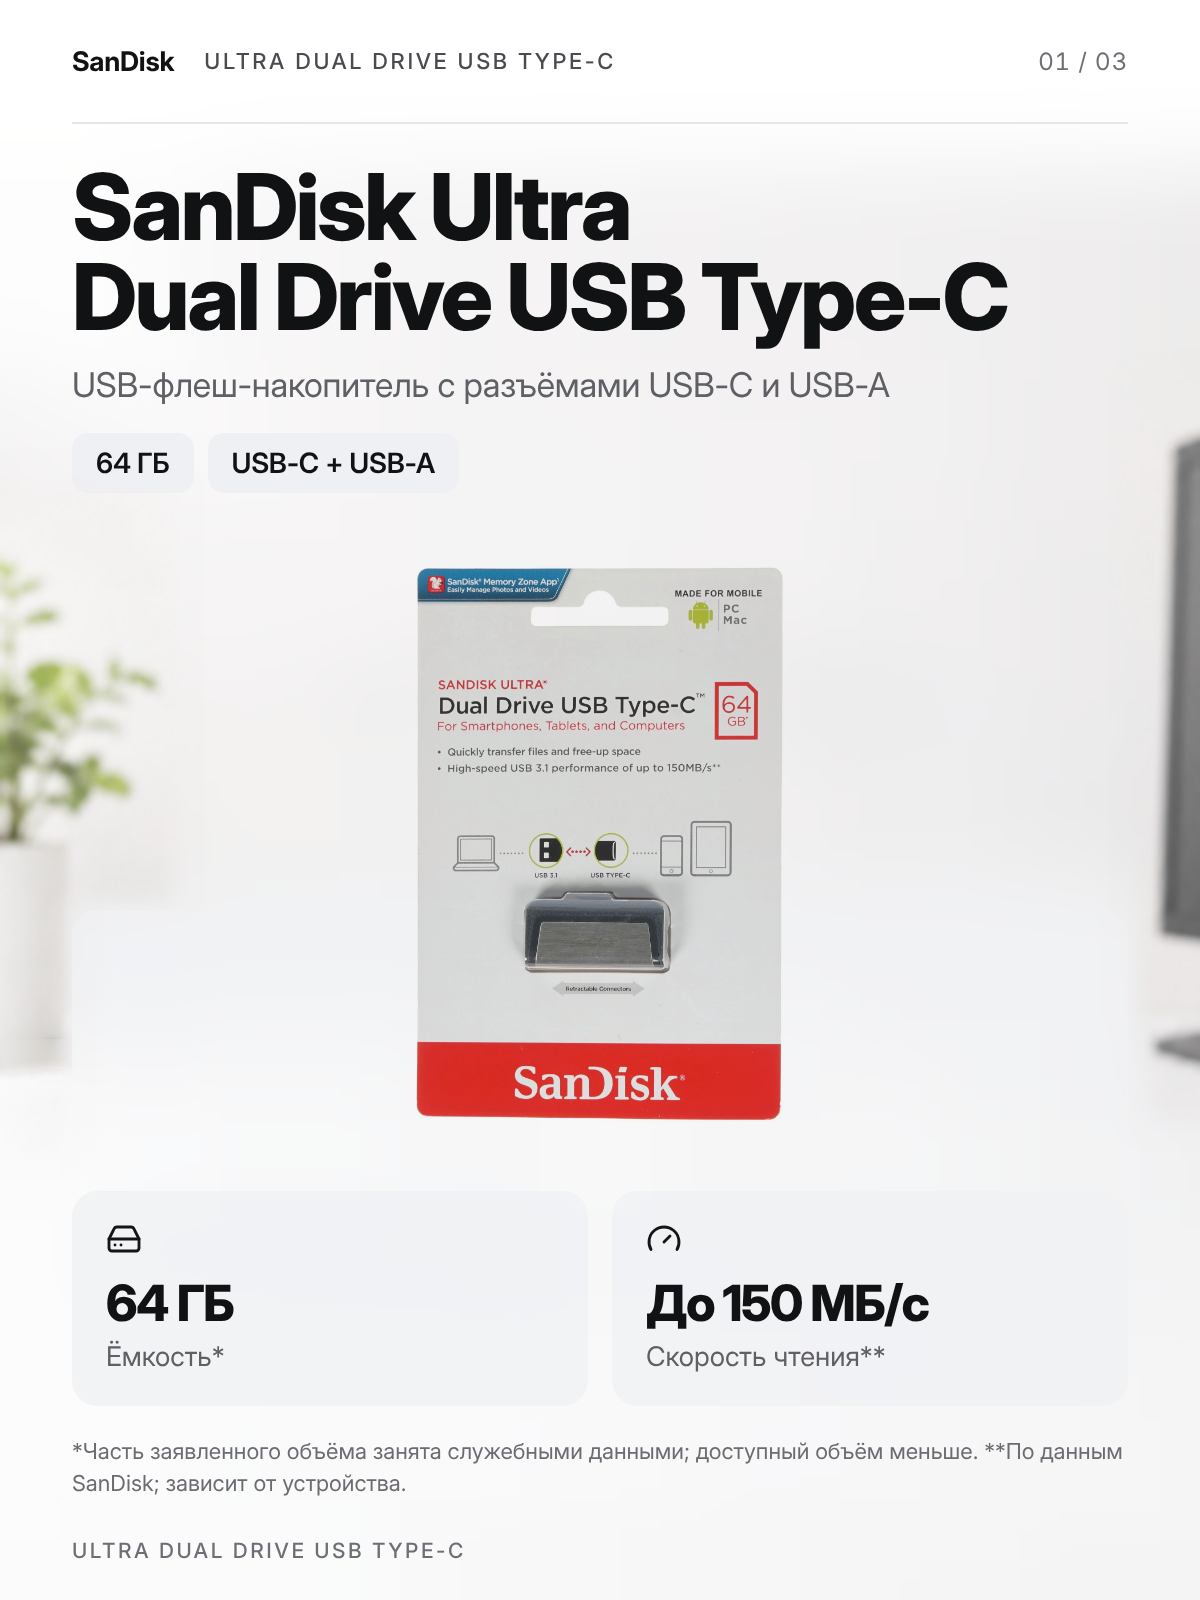 SanDisk ULTRA DUAL DRIVE USB TYPE-C 01 / 03
SanDisk Ultra
Dual Drive USB Type-C
USB-флеш-накопитель с разъёмами USB-C и USB-A
64 ГБ USB-C + USB-A
SanDisk® Memory Zone App¹
Easily Manage Photos and Videos
MADE FOR MOBILE
PC
Mac
SANDISK ULTRA®
Dual Drive USB Type-C™
For Smartphones, Tablets, and Computers
64
GB*
• Quickly transfer files and free-up space
• High-speed USB 3.1 performance of up to 150MB/s**
USB 3.1 USB TYPE-C
Retractable Connectors
SanDisk®
64 ГБ
Ёмкость*
До 150 МБ/с
Скорость чтения**
*Часть заявленного объёма занята служебными данными; доступный объём меньше. **По данным
SanDisk; зависит от устройства.
ULTRA DUAL DRIVE USB TYPE-C